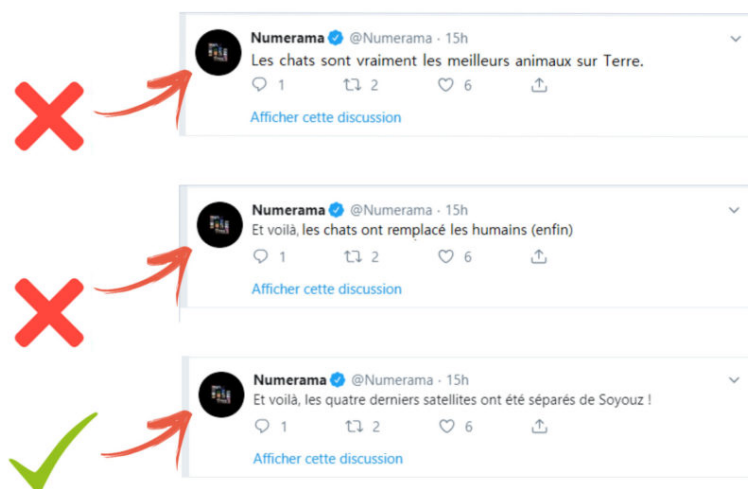 Numerama @Numerama · 15h
Les chats sont vraiment les meilleurs animaux sur Terre.
1 2 6
Afficher cette discussion
Numerama @Numerama · 15h
Et voilà, les chats ont remplacé les humains (enfin)
1 2 6
Afficher cette discussion
Numerama @Numerama · 15h
Et voilà, les quatre derniers satellites ont été séparés de Soyouz !
1 2 6
Afficher cette discussion